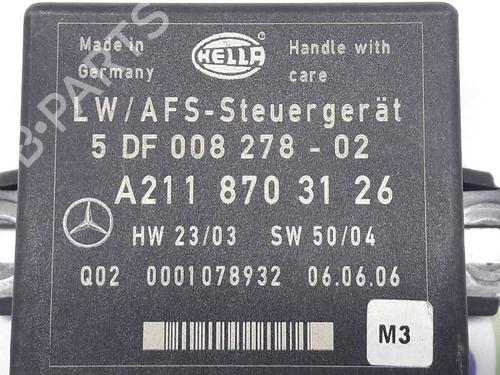 Made in Germany
HELLA
Handle with care
LW/AFS-Steuergerät
5 DF 008 278 - 02
A211 870 31 26
HW 23/03 SW 50/04
Q02 0001078932 06.06.06
M3
B-PARTS